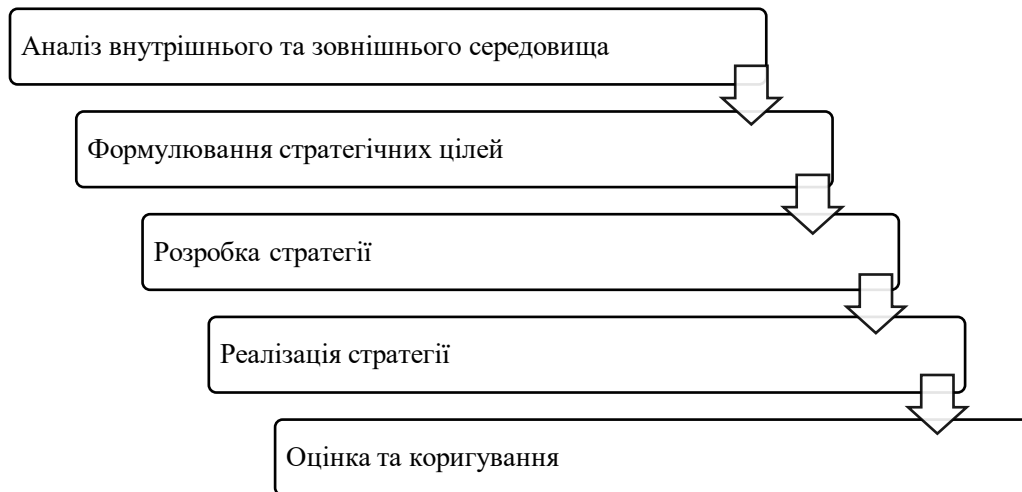 Аналіз внутрішнього та зовнішнього середовища
Формулювання стратегічних цілей
Розробка стратегії
Реалізація стратегії
Оцінка та коригування